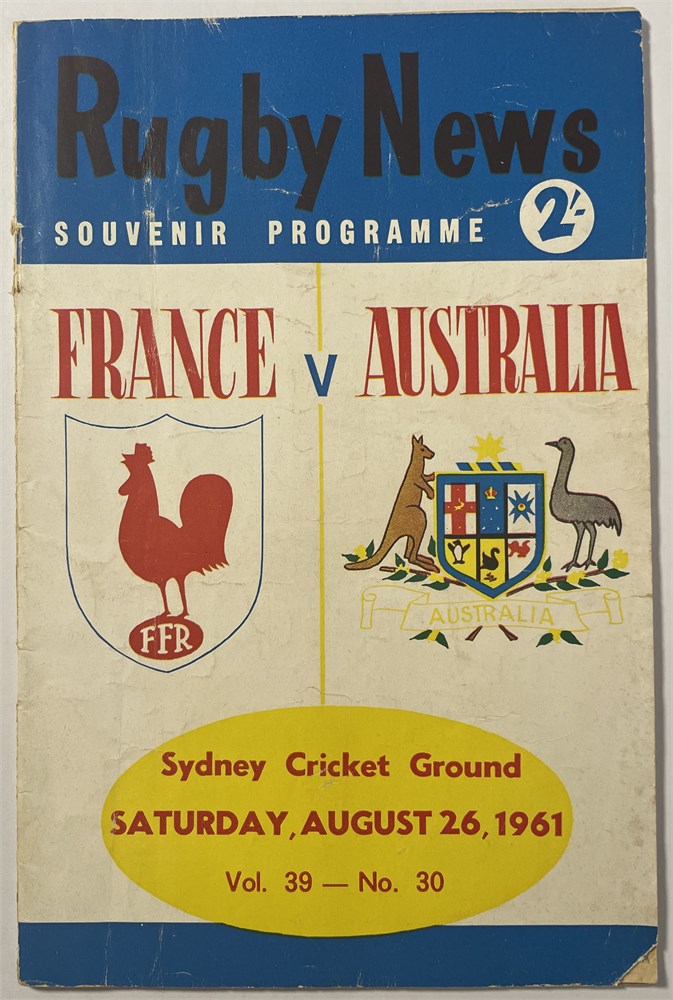 Rugby News
SOUVENIR PROGRAMME 2/-
FRANCE V AUSTRALIA
FFR
AUSTRALIA
Sydney Cricket Ground
SATURDAY, AUGUST 26, 1961
Vol. 39 — No. 30